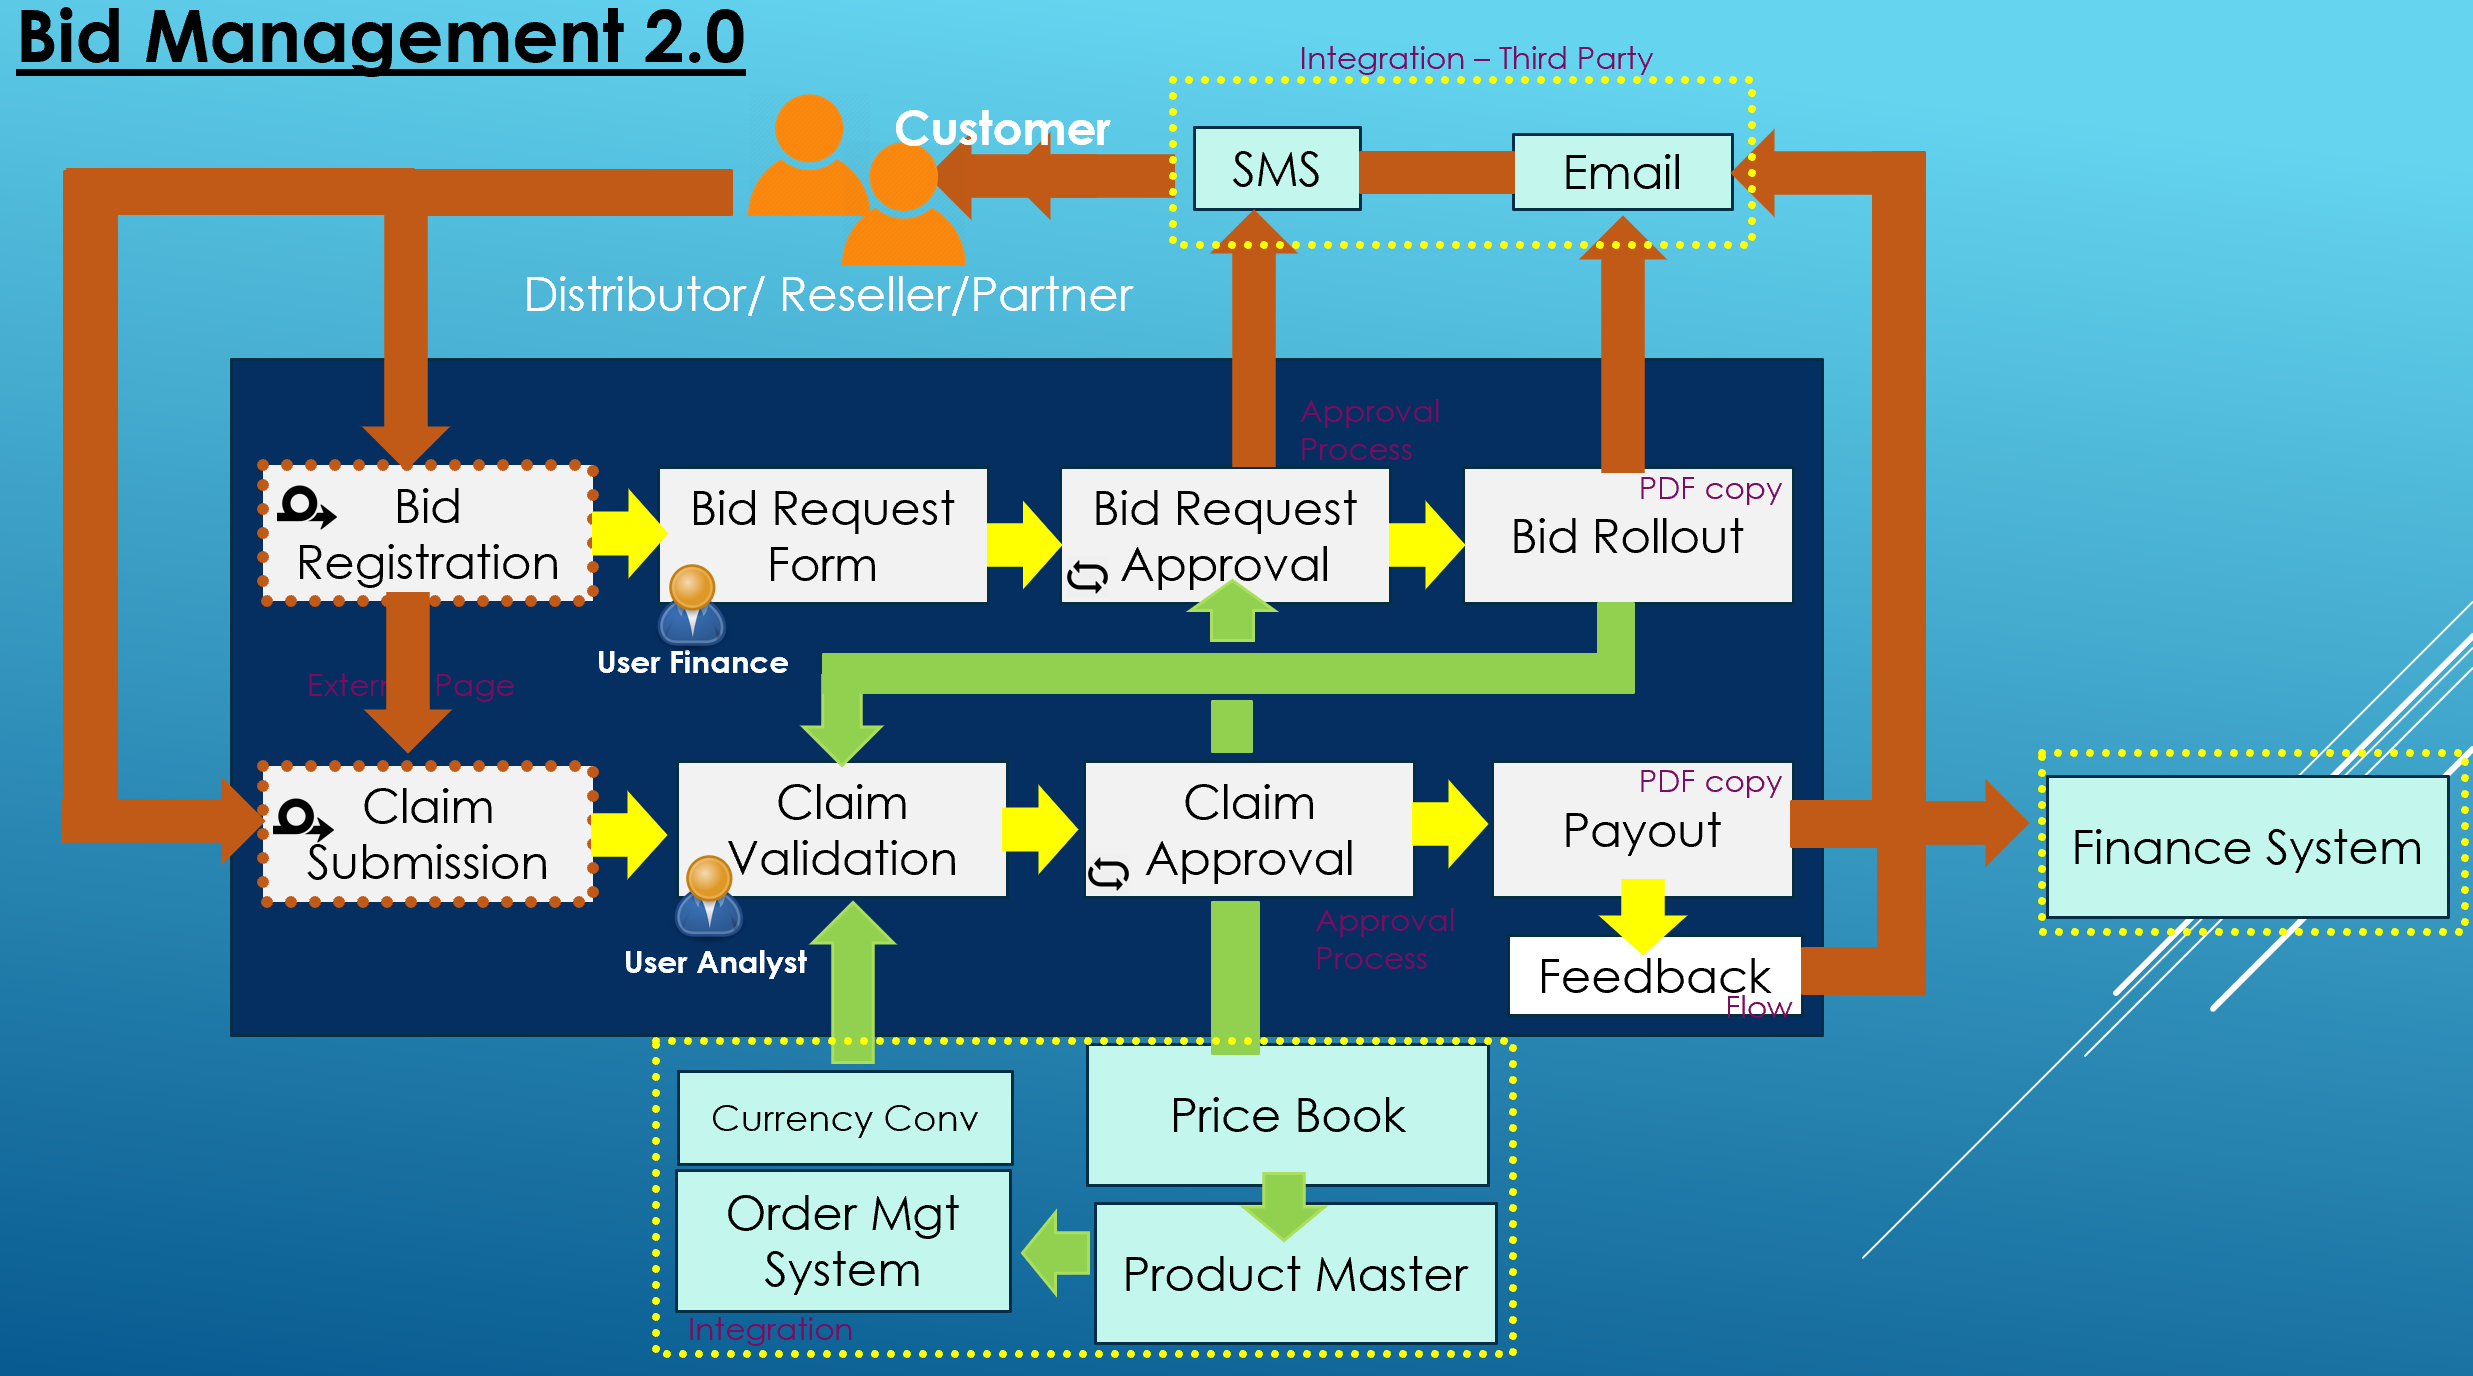 Bid Management 2.0
Integration – Third Party
Customer
SMS
Email
Distributor/ Reseller/Partner
Approval
Process
Bid
Registration
Bid Request
Form
Bid Request
Approval
PDF copy
Bid Rollout
User Finance
Page
Claim
Submission
Claim
Validation
Claim
Approval
PDF copy
Payout
Finance System
User Analyst
Approval
Process
Feedback
Flow
Currency Conv
Price Book
Order Mgt
System
Product Master
Integration